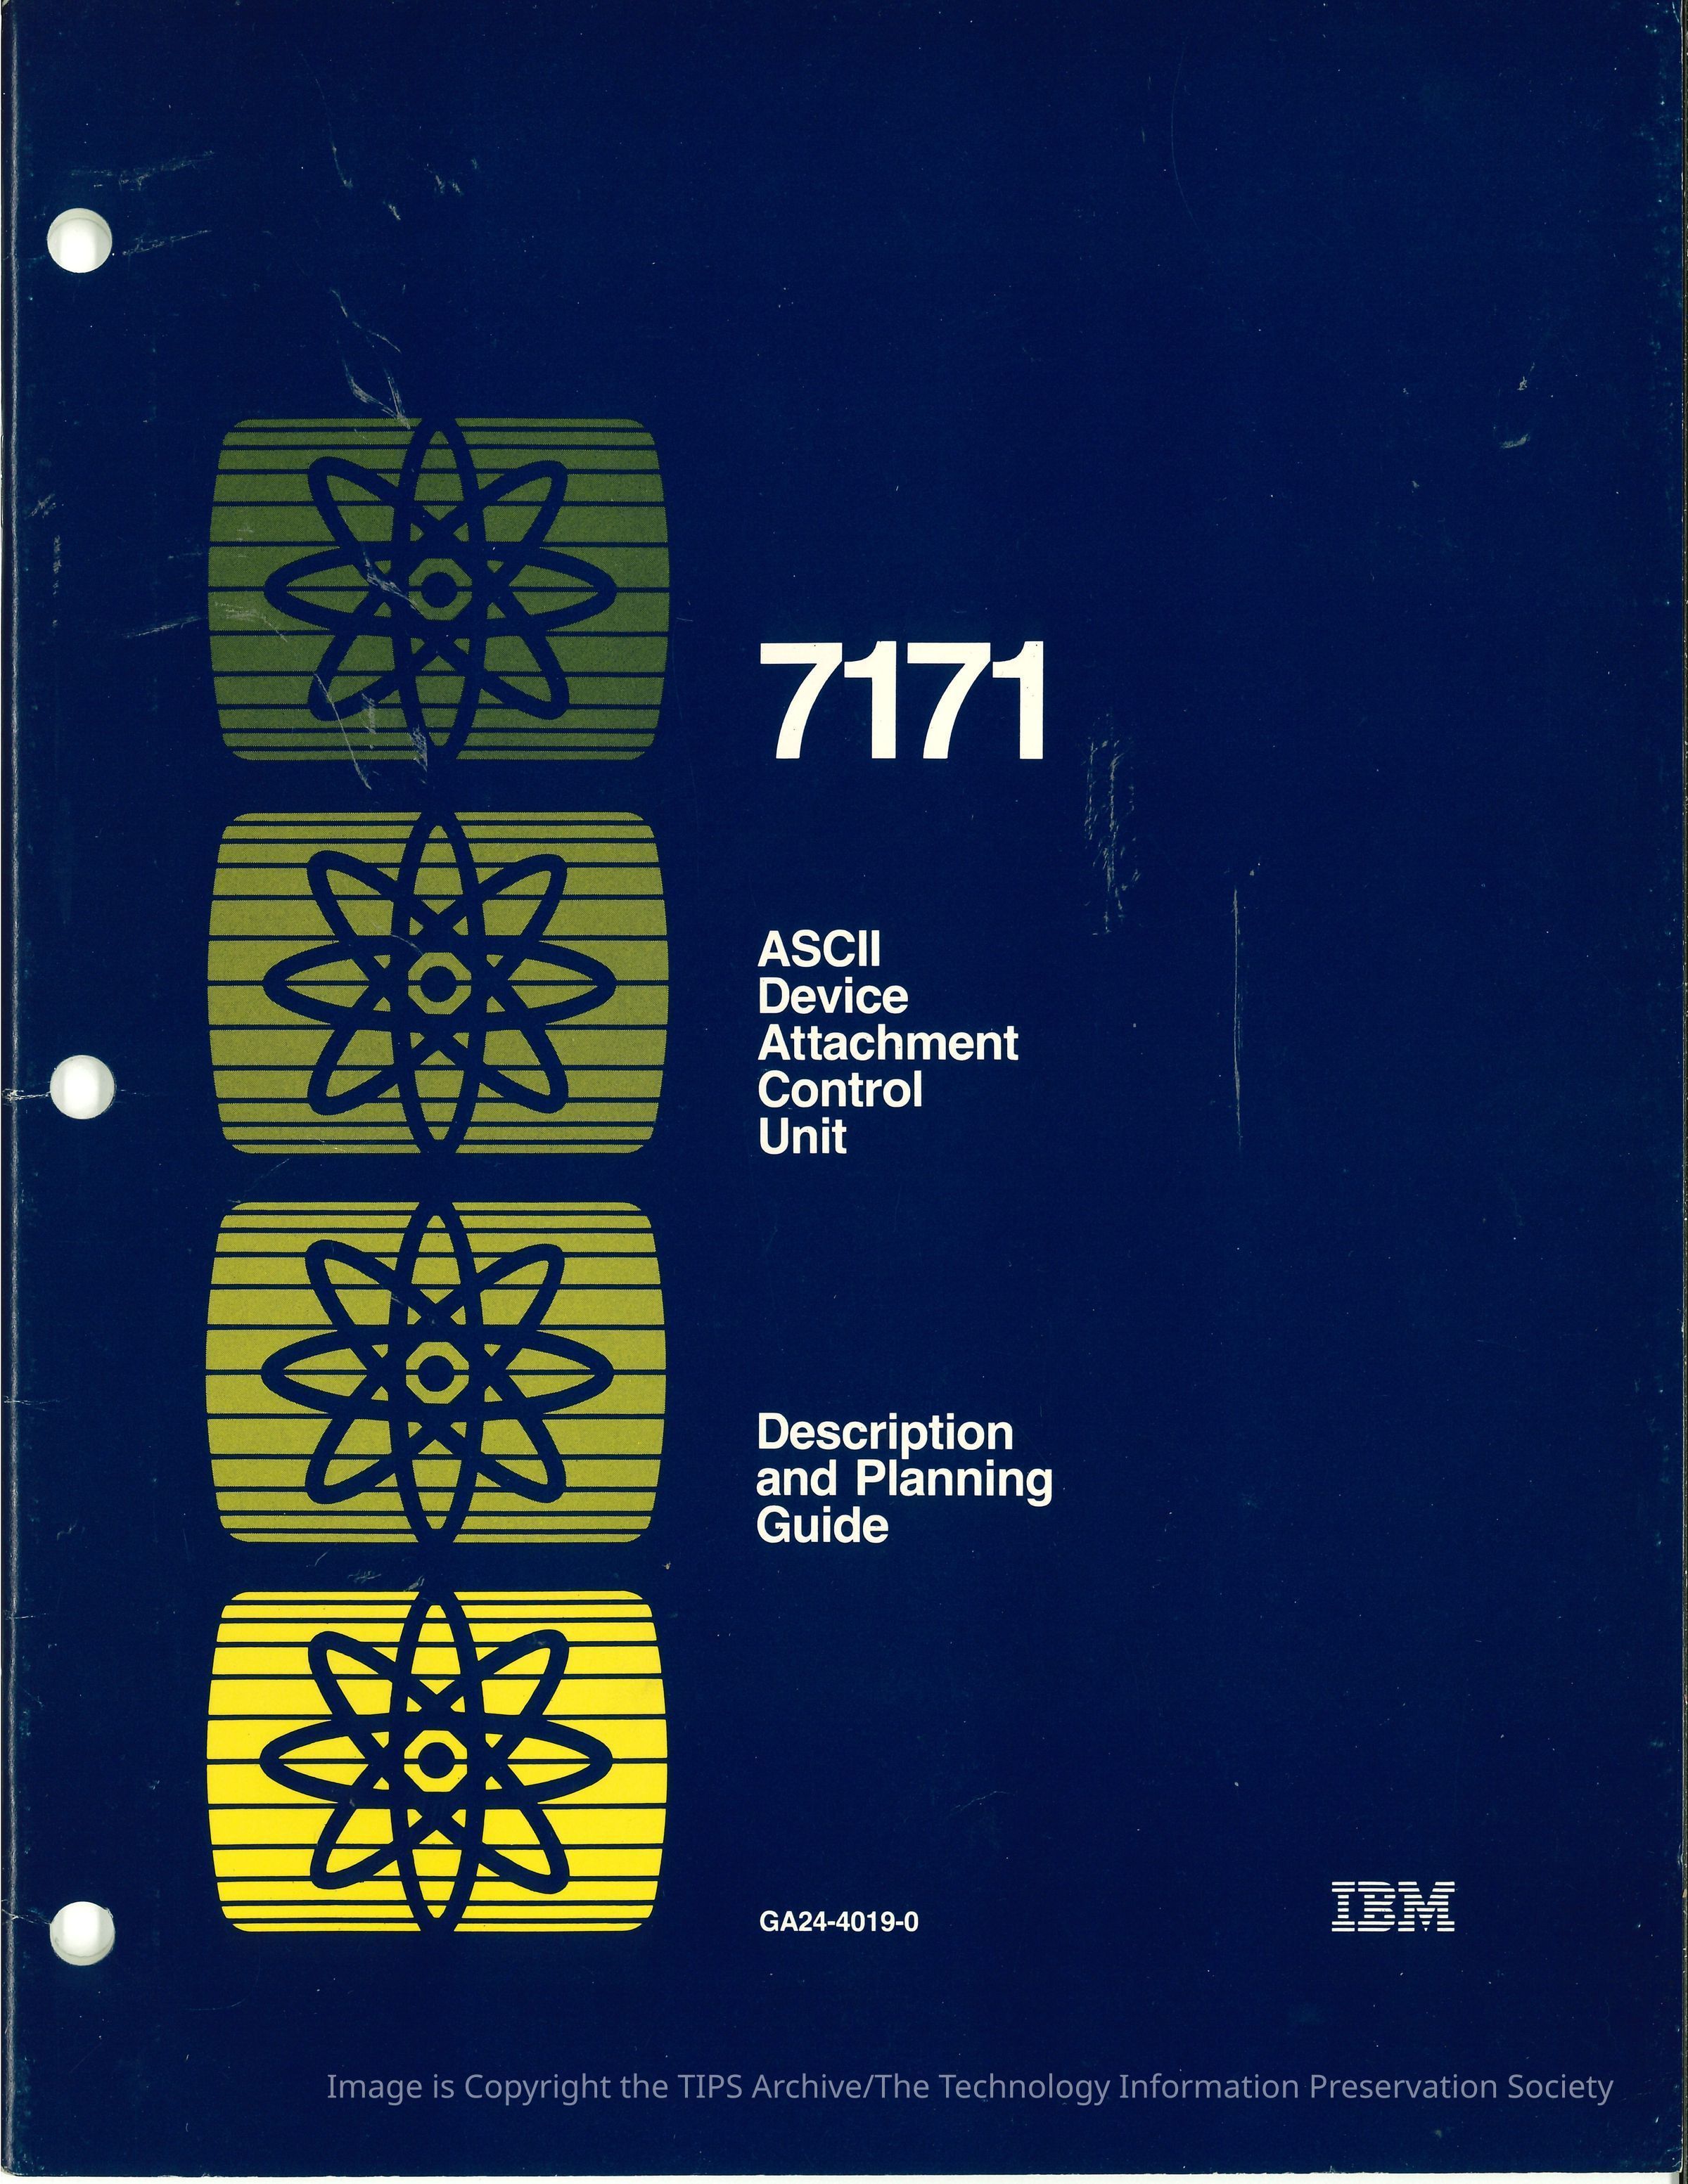 7171
ASCII
Device
Attachment
Control
Unit
Description
and Planning
Guide
GA24-4019-0
IBM
Image is Copyright the TIPS Archive/The Technology Information Preservation Society